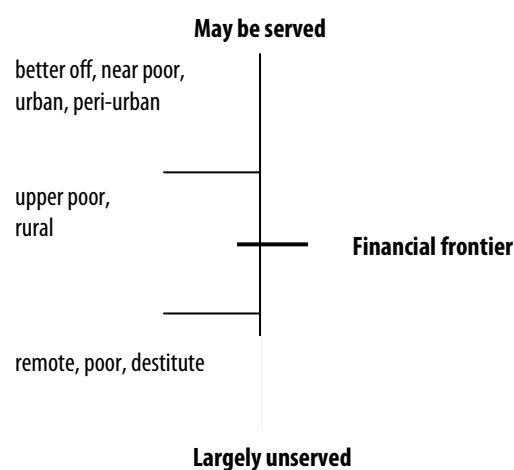 May be served
better off, near poor,
urban, peri-urban
upper poor,
rural
Financial frontier
remote, poor, destitute
Largely unserved